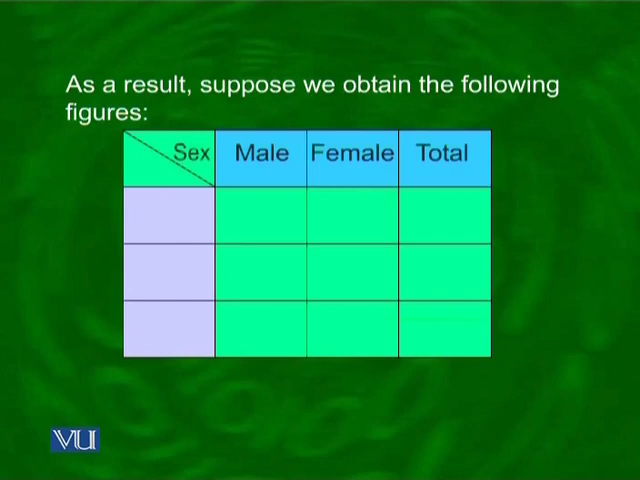 As a result, suppose we obtain the following
figures:
Sex Male Female Total
VU